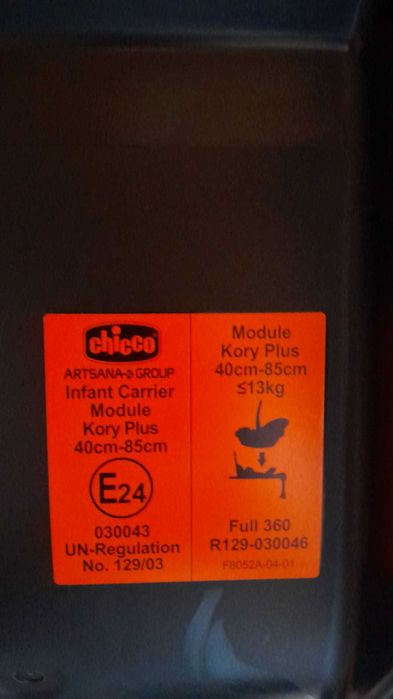 chicco
ARTSANA GROUP
Infant Carrier
Module
Kory Plus
40cm-85cm
E24
030043
UN-Regulation
No. 129/03
Module
Kory Plus
40cm-85cm
≤13kg
Full 360
R129-030046
F8052A-04-01